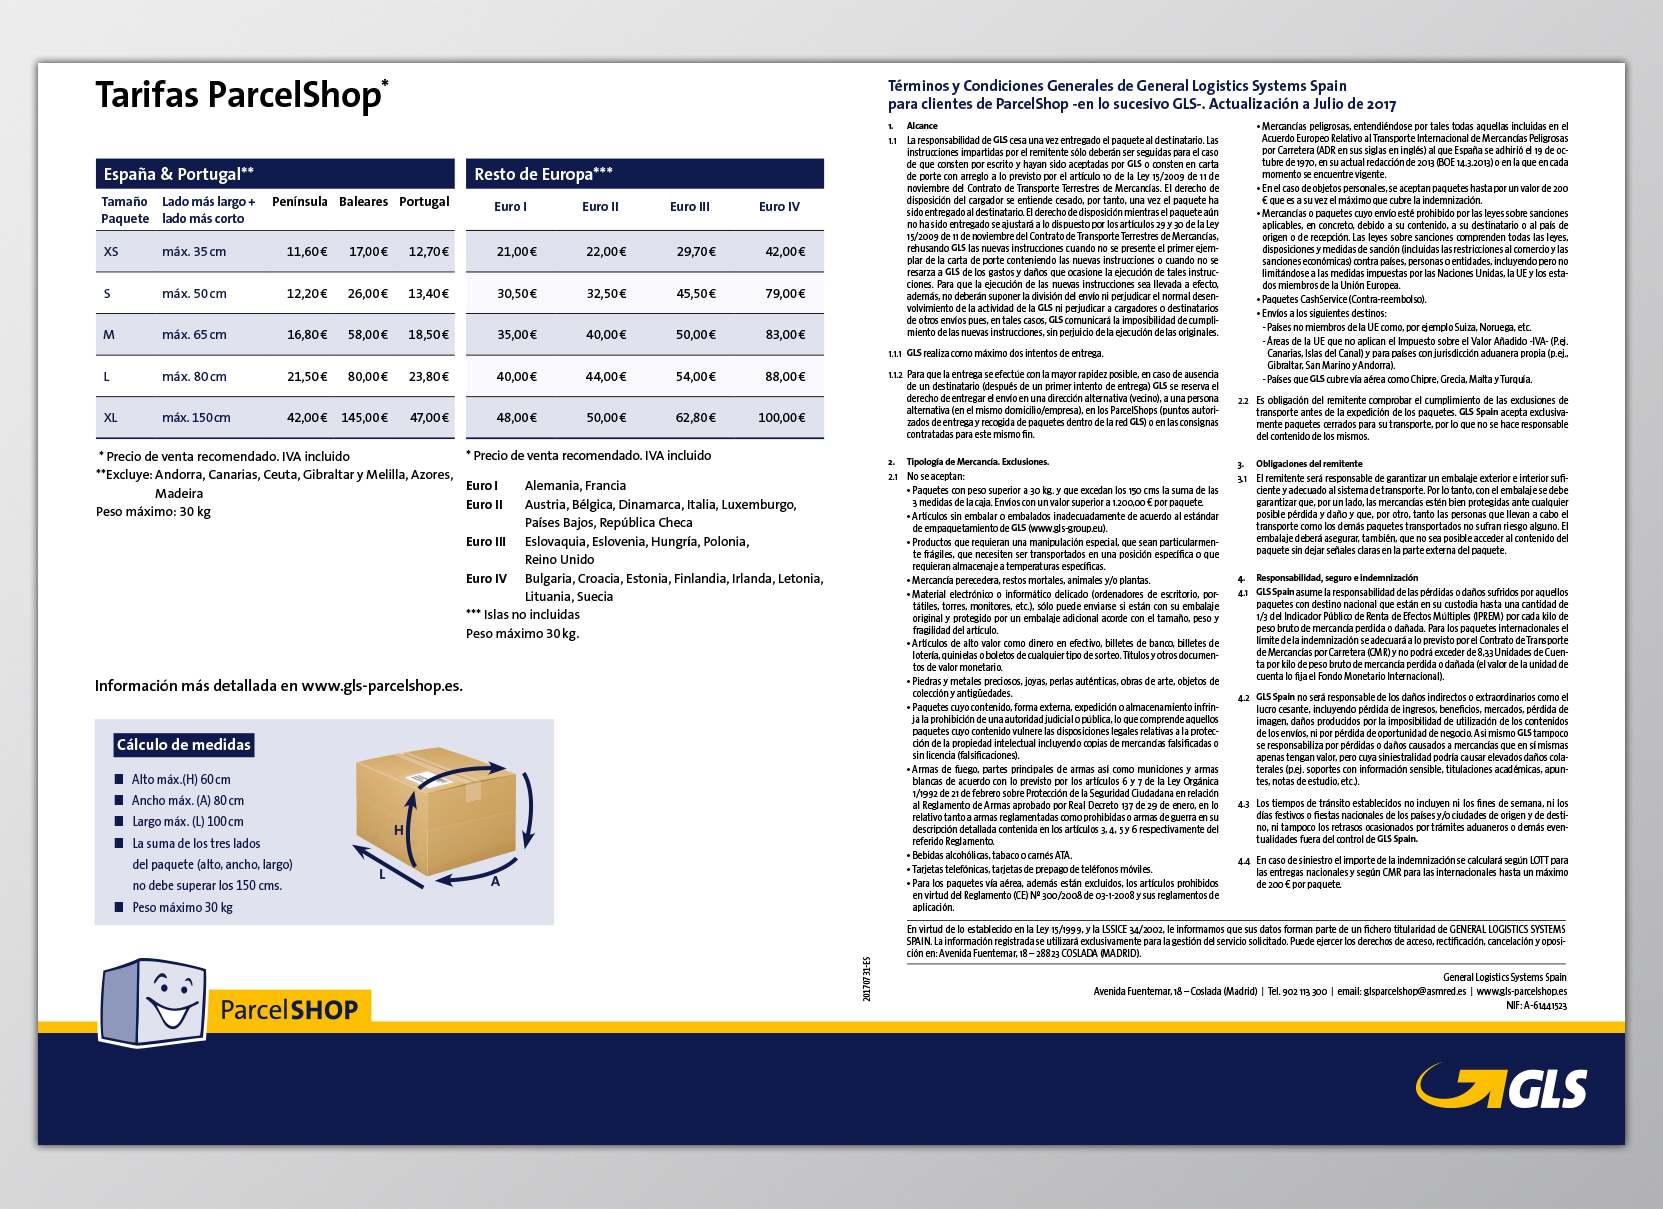 Tarifas ParcelShop*
España & Portugal**
Tamaño Paquete Lado más largo + lado más corto Península Baleares Portugal
XS máx. 35 cm 11,60 € 17,00 € 12,70 €
S máx. 50 cm 12,20 € 26,00 € 13,40 €
M máx. 65 cm 16,80 € 58,00 € 18,50 €
L máx. 80 cm 21,50 € 80,00 € 23,80 €
XL máx. 150 cm 42,00 € 145,00 € 47,00 €
* Precio de venta recomendado. IVA incluido
**Excluye: Andorra, Canarias, Ceuta, Gibraltar y Melilla, Azores,
Madeira
Peso máximo: 30 kg
Resto de Europa***
Euro I Euro II Euro III Euro IV
21,00 € 22,00 € 29,70 € 42,00 €
30,50 € 32,50 € 45,50 € 79,00 €
35,00 € 40,00 € 50,00 € 83,00 €
40,00 € 44,00 € 54,00 € 88,00 €
48,00 € 50,00 € 62,80 € 100,00 €
* Precio de venta recomendado. IVA incluido
Euro I Alemania, Francia
Euro II Austria, Bélgica, Dinamarca, Italia, Luxemburgo,
Países Bajos, República Checa
Euro III Eslovaquia, Eslovenia, Hungría, Polonia,
Reino Unido
Euro IV Bulgaria, Croacia, Estonia, Finlandia, Irlanda, Letonia,
Lituania, Suecia
*** Islas no incluidas
Peso máximo 30 kg.
Información más detallada en www.gls-parcelshop.es.
Cálculo de medidas
Alto máx.(H) 60 cm
Ancho máx. (A) 80 cm
Largo máx. (L) 100 cm
La suma de los tres lados
del paquete (alto, ancho, largo)
no debe superar los 150 cms.
Peso máximo 30 kg
H
L
A
ParcelSHOP
Términos y Condiciones Generales de General Logistics Systems Spain
para clientes de ParcelShop -en lo sucesivo GLS-. Actualización a Julio de 2017
1. Alcance
1.1 La responsabilidad de GLS cesa una vez entregado el paquete al destinatario. Las
instrucciones impartidas por el remitente sólo deberán ser seguidas para el caso
de que consten por escrito y hayan sido aceptadas por GLS o consten en carta
de porte con arreglo a lo previsto por el artículo 10 de la Ley 15/2009 de 11 de
noviembre del Contrato de Transporte Terrestres de Mercancías. El derecho de
disposición del cargador se entiende cesado, por tanto, una vez el paquete ha
sido entregado al destinatario. El derecho de disposición mientras el paquete aún
no ha sido entregado se ajustará a lo dispuesto por los artículos 29 y 30 de la Ley
15/2009 de 11 de noviembre del Contrato de Transporte Terrestres de Mercancías,
rehusando GLS las nuevas instrucciones cuando no se presente el primer ejem-
plar de la carta de porte conteniendo las nuevas instrucciones o cuando no se
resarza a GLS de los gastos y daños que ocasione la ejecución de tales instruc-
ciones. Para que la ejecución de las nuevas instrucciones sea llevada a efecto,
además, no deberán suponer la división del envío ni perjudicar el normal desen-
volvimiento de la actividad de la GLS ni perjudicar a cargadores o destinatarios
de otros envíos pues, en tales casos, GLS comunicará la imposibilidad de cumpli-
miento de las nuevas instrucciones, sin perjuicio de la ejecución de las originales.
1.1.1 GLS realiza como máximo dos intentos de entrega.
1.1.2 Para que la entrega se efectúe con la mayor rapidez posible, en caso de ausencia
de un destinatario (después de un primer intento de entrega) GLS se reserva el
derecho de entregar el envío en una dirección alternativa (vecino), a una persona
alternativa (en el mismo domicilio/empresa), en los ParcelShops (puntos autori-
zados de entrega y recogida de paquetes dentro de la red GLS) o en las consignas
contratadas para este mismo fin.
2. Tipología de Mercancía. Exclusiones.
2.1 No se aceptan:
• Paquetes con peso superior a 30 kg, y que excedan los 150 cms la suma de las
3 medidas de la caja. Envíos con un valor superior a 1.200,00 € por paquete.
• Artículos sin embalar o embalados inadecuadamente de acuerdo al estándar
de empaquetamiento de GLS (www.gls-group.eu).
• Productos que requieran una manipulación especial, que sean particularmen-
te frágiles, que necesiten ser transportados en una posición específica o que
requieran almacenaje a temperaturas específicas.
• Mercancía perecedera, restos mortales, animales y/o plantas.
• Material electrónico o informático delicado (ordenadores de escritorio, por-
tátiles, torres, monitores, etc.), sólo puede enviarse si están con su embalaje
original y protegido por un embalaje adicional acorde con el tamaño, peso y
fragilidad del artículo.
• Artículos de alto valor como dinero en efectivo, billetes de banco, billetes de
lotería, quinielas o boletos de cualquier tipo de sorteo. Títulos y otros documen-
tos de valor monetario.
• Piedras y metales preciosos, joyas, perlas auténticas, obras de arte, objetos de
colección y antigüedades.
• Paquetes cuyo contenido, forma externa, expedición o almacenamiento infrin-
ja la prohibición de una autoridad judicial o pública, lo que comprende aquellos
paquetes cuyo contenido vulnere las disposiciones legales relativas a la protec-
ción de la propiedad intelectual incluyendo copias de mercancías falsificadas o
sin licencia (falsificaciones).
• Armas de fuego, partes principales de armas así como municiones y armas
blancas de acuerdo con lo previsto por los artículos 6 y 7 de la Ley Orgánica
1/1992 de 21 de febrero sobre Protección de la Seguridad Ciudadana en relación
al Reglamento de Armas aprobado por Real Decreto 137 de 29 de enero, en lo
relativo tanto a armas reglamentadas como prohibidas o armas de guerra en su
descripción detallada contenida en los artículos 3, 4, 5 y 6 respectivamente del
referido Reglamento.
• Bebidas alcohólicas, tabaco o carnés ATA.
• Tarjetas telefónicas, tarjetas de prepago de teléfonos móviles.
• Para los paquetes vía aérea, además están excluidos, los artículos prohibidos
en virtud del Reglamento (CE) Nº 300/2008 de 03-1-2008 y sus reglamentos de
aplicación.
• Mercancías peligrosas, entendiéndose por tales todas aquellas incluidas en el
Acuerdo Europeo Relativo al Transporte Internacional de Mercancías Peligrosas
por Carretera (ADR en sus siglas en inglés) al que España se adhirió el 19 de oc-
tubre de 1970, en su actual redacción de 2013 (BOE 14.3.2013) o en la que en cada
momento se encuentre vigente.
• En el caso de objetos personales, se aceptan paquetes hasta por un valor de 200
€ que es a su vez el máximo que cubre la indemnización.
• Mercancías o paquetes cuyo envío esté prohibido por las leyes sobre sanciones
aplicables, en concreto, debido a su contenido, a su destinatario o al país de
origen o de recepción. Las leyes sobre sanciones comprenden todas las leyes,
disposiciones y medidas de sanción (incluidas las restricciones al comercio y las
sanciones económicas) contra países, personas o entidades, incluyendo pero no
limitándose a las medidas impuestas por las Naciones Unidas, la UE y los esta-
dos miembros de la Unión Europea.
• Paquetes CashService (Contra-reembolso).
• Envíos a los siguientes destinos:
- Países no miembros de la UE como, por ejemplo Suiza, Noruega, etc.
- Áreas de la UE que no aplican el Impuesto sobre el Valor Añadido -IVA- (P.ej.
Canarias, Islas del Canal) y para países con jurisdicción aduanera propia (p.ej.,
Gibraltar, San Marino y Andorra).
- Países que GLS cubre vía aérea como Chipre, Grecia, Malta y Turquía.
2.2 Es obligación del remitente comprobar el cumplimiento de las exclusiones de
transporte antes de la expedición de los paquetes. GLS Spain acepta exclusiva-
mente paquetes cerrados para su transporte, por lo que no se hace responsable
del contenido de los mismos.
3. Obligaciones del remitente
3.1 El remitente será responsable de garantizar un embalaje exterior e interior sufi-
ciente y adecuado al sistema de transporte. Por lo tanto, con el embalaje se debe
garantizar que, por un lado, las mercancías estén bien protegidas ante cualquier
posible pérdida y daño y que, por otro, tanto las personas que llevan a cabo el
transporte como los demás paquetes transportados no sufran riesgo alguno. El
embalaje deberá asegurar, también, que no sea posible acceder al contenido del
paquete sin dejar señales claras en la parte externa del paquete.
4. Responsabilidad, seguro e indemnización
4.1 GLS Spain asume la responsabilidad de las pérdidas o daños sufridos por aquellos
paquetes con destino nacional que están en su custodia hasta una cantidad de
1/3 del Indicador Público de Renta de Efectos Múltiples (IPREM) por cada kilo de
peso bruto de mercancía perdida o dañada. Para los paquetes internacionales el
límite de la indemnización se adecuará a lo previsto por el Contrato de Transporte
de Mercancías por Carretera (CMR) y no podrá exceder de 8,33 Unidades de Cuen-
ta por kilo de peso bruto de mercancía perdida o dañada (el valor de la unidad de
cuenta lo fija el Fondo Monetario Internacional).
4.2 GLS Spain no será responsable de los daños indirectos o extraordinarios como el
lucro cesante, incluyendo pérdida de ingresos, beneficios, mercados, pérdida de
imagen, daños producidos por la imposibilidad de utilización de los contenidos
de los envíos, ni por pérdida de oportunidad de negocio. Así mismo GLS tampoco
se responsabiliza por pérdidas o daños causados a mercancías que en sí mismas
apenas tengan valor, pero cuya siniestralidad podría causar elevados daños cola-
terales (p.ej. soportes con información sensible, titulaciones académicas, apun-
tes, notas de estudio, etc.).
4.3 Los tiempos de tránsito establecidos no incluyen ni los fines de semana, ni los
días festivos o fiestas nacionales de los países y/o ciudades de origen y de desti-
no, ni tampoco los retrasos ocasionados por trámites aduaneros o demás even-
tualidades fuera del control de GLS Spain.
4.4 En caso de siniestro el importe de la indemnización se calculará según LOTT para
las entregas nacionales y según CMR para las internacionales hasta un máximo
de 200 € por paquete.
En virtud de lo establecido en la Ley 15/1999, y la LSSICE 34/2002, le informamos que sus datos forman parte de un fichero titularidad de GENERAL LOGISTICS SYSTEMS
SPAIN. La información registrada se utilizará exclusivamente para la gestión del servicio solicitado. Puede ejercer los derechos de acceso, rectificación, cancelación y oposi-
ción en: Avenida Fuentemar, 18 – 28823 COSLADA (MADRID).
20170731-ES
General Logistics Systems Spain
Avenida Fuentemar, 18 – Coslada (Madrid) | Tel. 902 113 300 | email: glsparcelshop@asmred.es | www.gls-parcelshop.es
NIF: A-61441523
GLS